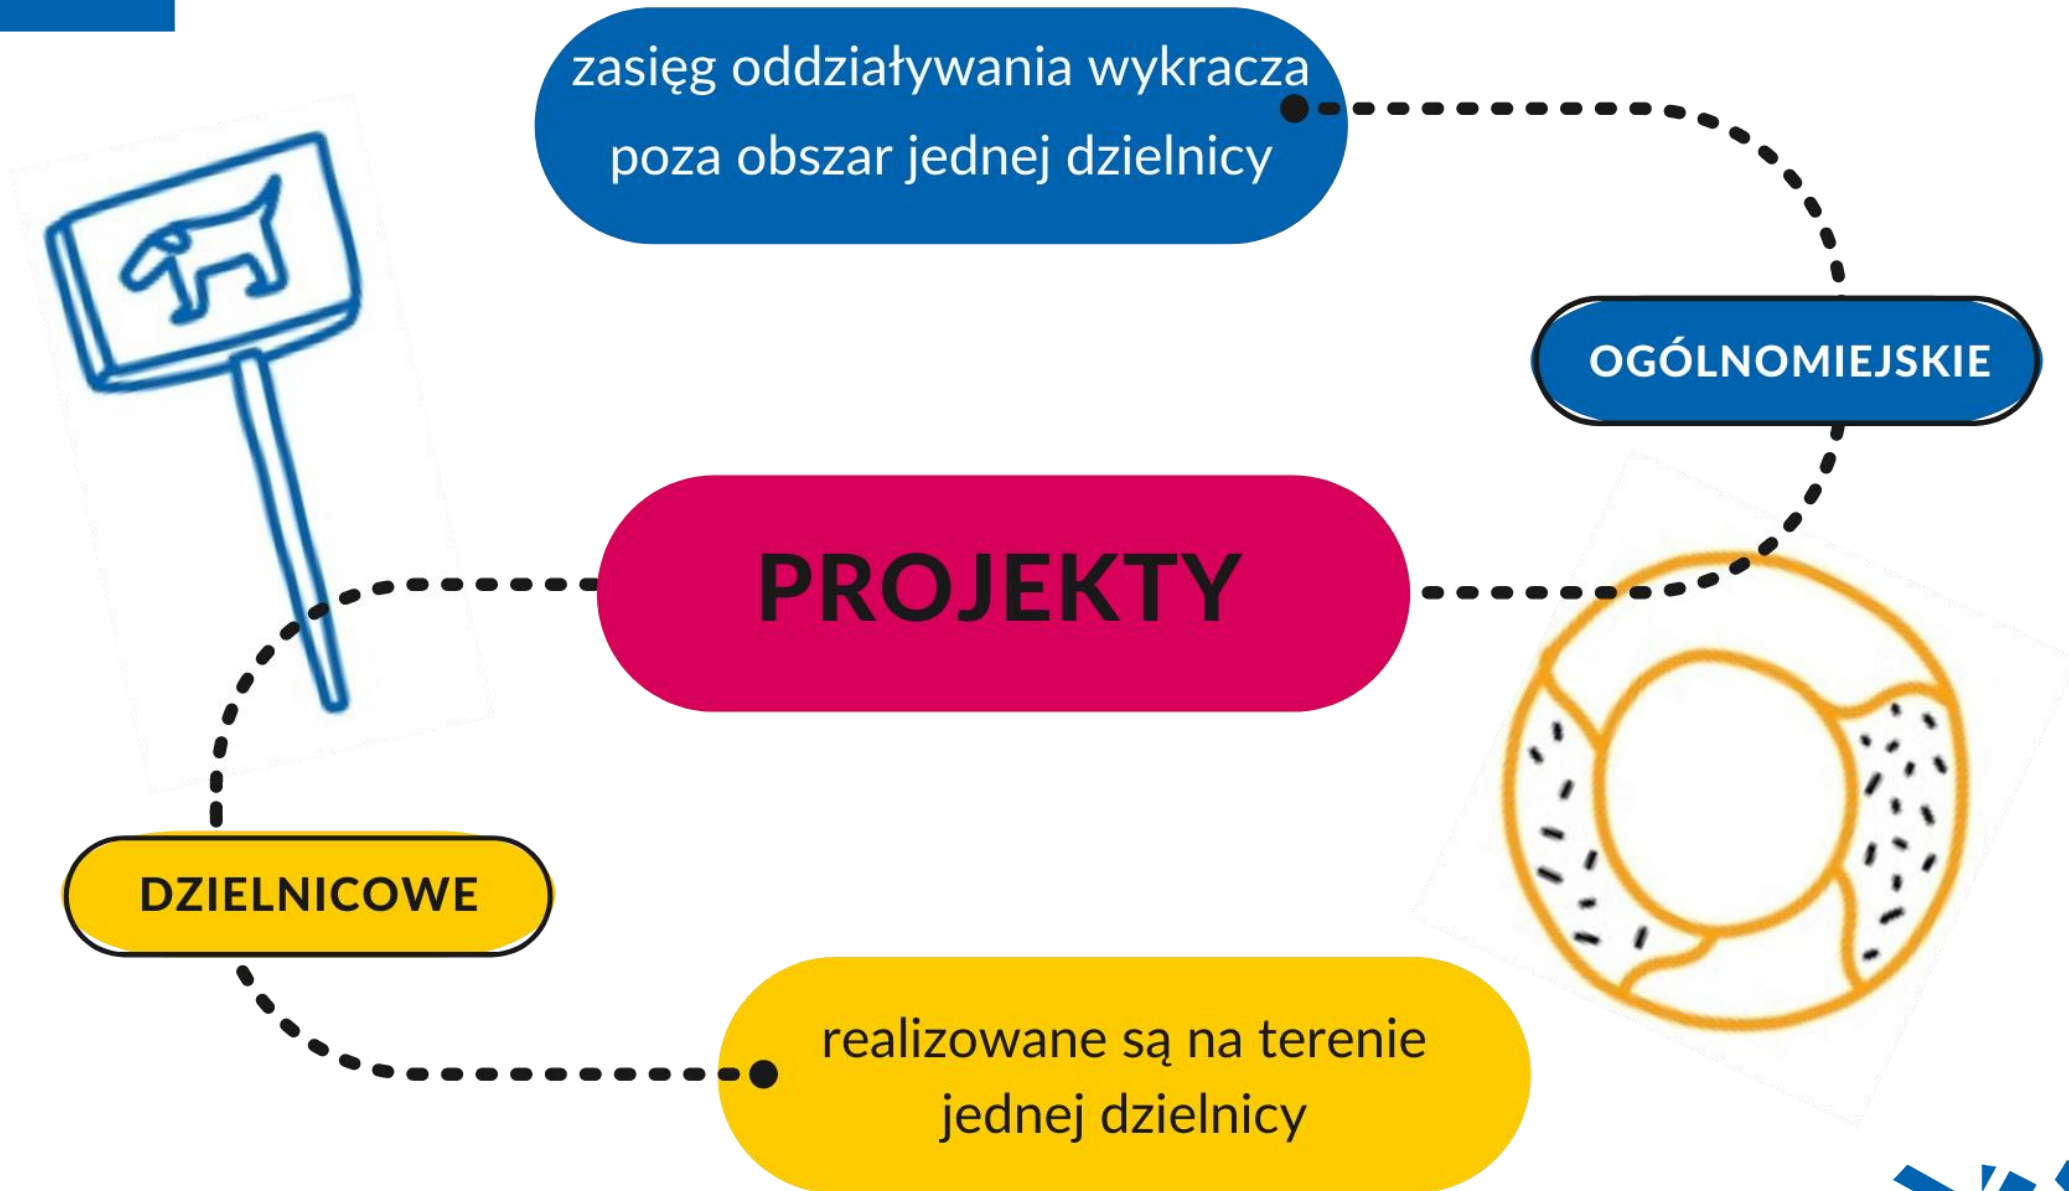 zasięg oddziaływania wykracza
poza obszar jednej dzielnicy
OGÓLNOMIEJSKIE
PROJEKTY
DZIELNICOWE
realizowane są na terenie
jednej dzielnicy